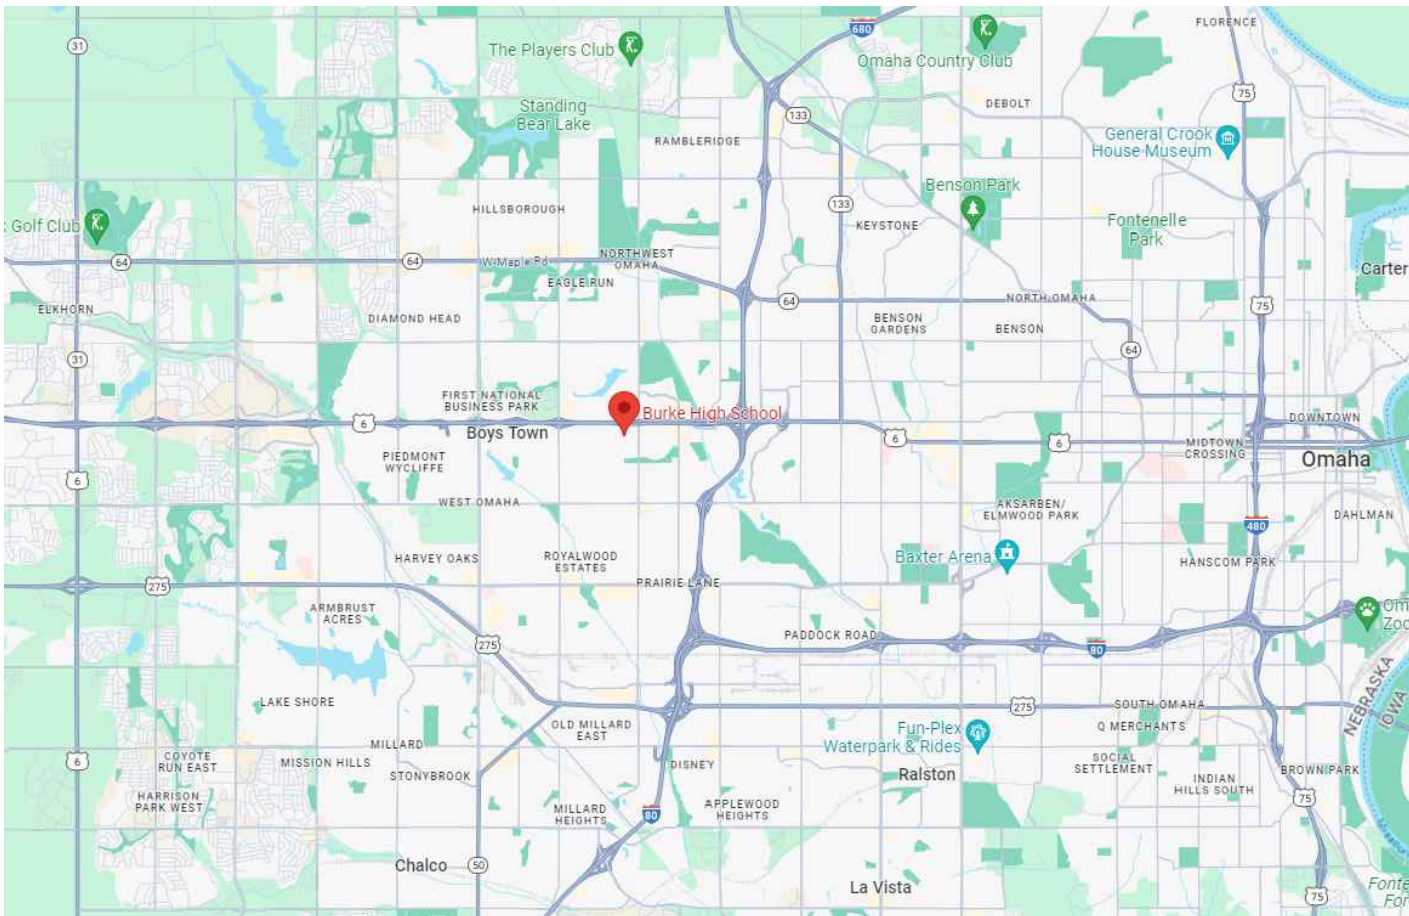 FLORENCE
680
31
The Players Club
Omaha Country Club
75
Standing
Bear Lake
DEBOLT
133
General Crook
House Museum
RAMBLERIDGE
Benson Park
HILLSBOROUGH
133
KEYSTONE
Fontenelle
Park
Golf Club
64
64
W Maple Rd
NORTHWEST
OMAHA
EAGLE RUN
Carter
64
NORTH OMAHA
75
ELKHORN
DIAMOND HEAD
BENSON
GARDENS
BENSON
31
64
FIRST NATIONAL
BUSINESS PARK
Burke High School
DOWNTOWN
6
Boys Town
6
6
MIDTOWN
CROSSING
Omaha
PIEDMONT
WYCLIFFE
6
WEST OMAHA
AKSARBEN/
ELMWOOD PARK
DAHLMAN
480
HARVEY OAKS
ROYALWOOD
ESTATES
Baxter Arena
HANSCOM PARK
275
PRAIRIE LANE
ARMBRUST
ACRES
Om
Zoo
PADDOCK ROAD
275
80
NEBRASKA
IOWA
LAKE SHORE
275
SOUTH OMAHA
OLD MILLARD
EAST
Fun-Plex
Waterpark & Rides
Q MERCHANTS
MILLARD
6
COYOTE
RUN EAST
MISSION HILLS
STONYBROOK
DISNEY
Ralston
SOCIAL
SETTLEMENT
INDIAN
HILLS SOUTH
BROWN PARK
HARRISON
PARK WEST
MILLARD
HEIGHTS
80
APPLEWOOD
HEIGHTS
75
Chalco
50
La Vista
75
Fonte
For